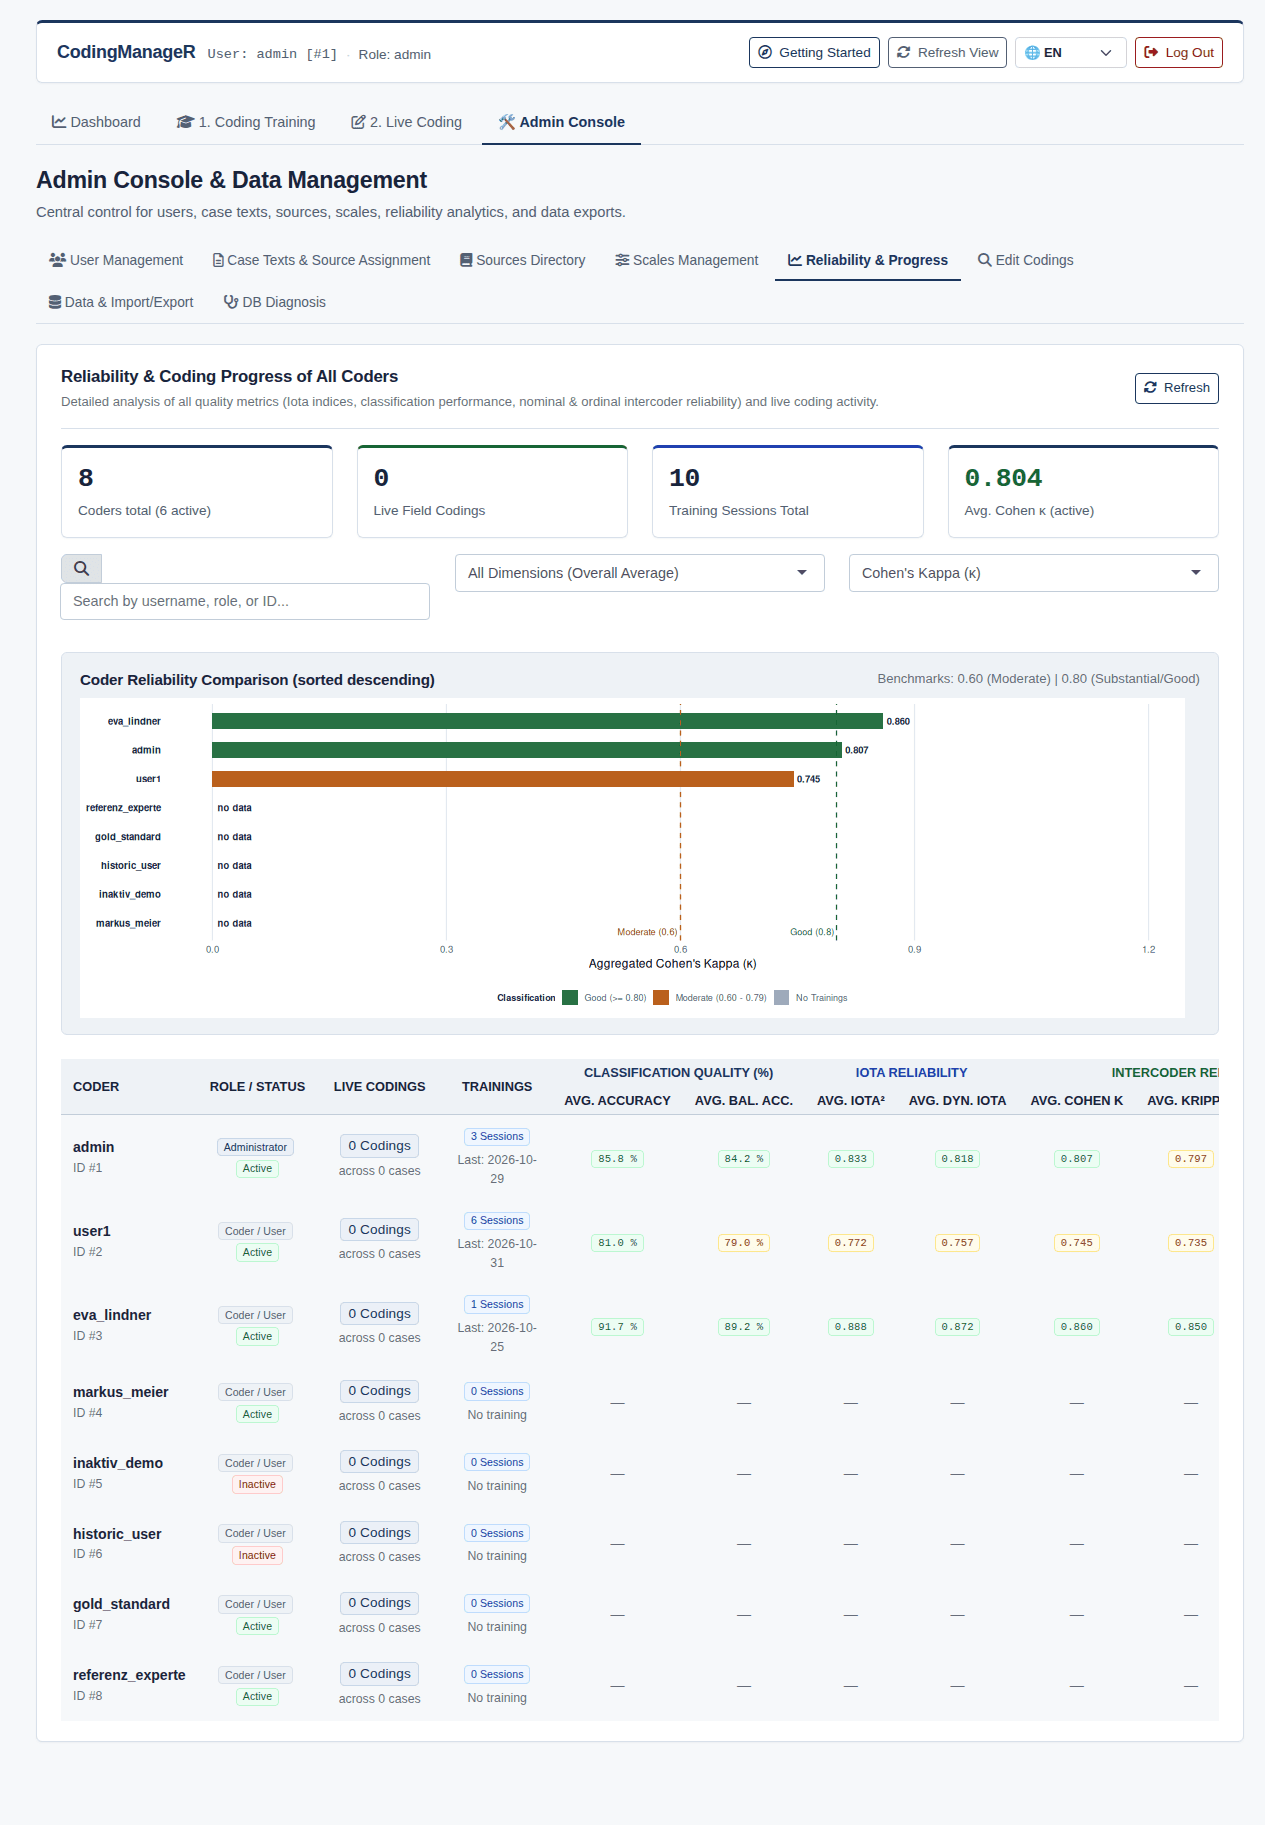 CodingManageR User: admin [#1] · Role: admin
Getting Started
Refresh View
🌐 EN
Log Out
Dashboard
1. Coding Training
2. Live Coding
🛠️ Admin Console
Admin Console & Data Management
Central control for users, case texts, sources, scales, reliability analytics, and data exports.
User Management
Case Texts & Source Assignment
Sources Directory
Scales Management
Reliability & Progress
Edit Codings
Data & Import/Export
DB Diagnosis
Reliability & Coding Progress of All Coders
Detailed analysis of all quality metrics (Iota indices, classification performance, nominal & ordinal intercoder reliability) and live coding activity.
Refresh
8
Coders total (6 active)
0
Live Field Codings
10
Training Sessions Total
0.804
Avg. Cohen κ (active)
Search by username, role, or ID...
All Dimensions (Overall Average)
Cohen's Kappa (κ)
Coder Reliability Comparison (sorted descending)
Benchmarks: 0.60 (Moderate) | 0.80 (Substantial/Good)
eva_lindner 0.860
admin 0.807
user1 0.745
referenz_experte no data
gold_standard no data
historic_user no data
inaktiv_demo no data
markus_meier no data
Moderate (0.6) Good (0.8)
0.0 0.3 0.6 0.9 1.2
Aggregated Cohen's Kappa (κ)
Classification Good (>= 0.80) Moderate (0.60 - 0.79) No Trainings
CLASSIFICATION QUALITY (%) IOTA RELIABILITY INTERCODER REL
CODER ROLE / STATUS LIVE CODINGS TRAININGS
AVG. ACCURACY AVG. BAL. ACC. AVG. IOTA² AVG. DYN. IOTA AVG. COHEN K AVG. KRIPP
admin
ID #1
Administrator
Active
0 Codings
across 0 cases
3 Sessions
Last: 2026-10-
29
85.8 % 84.2 % 0.833 0.818 0.807 0.797
user1
ID #2
Coder / User
Active
0 Codings
across 0 cases
6 Sessions
Last: 2026-10-
31
81.0 % 79.0 % 0.772 0.757 0.745 0.735
eva_lindner
ID #3
Coder / User
Active
0 Codings
across 0 cases
1 Sessions
Last: 2026-10-
25
91.7 % 89.2 % 0.888 0.872 0.860 0.850
markus_meier
ID #4
Coder / User
Active
0 Codings
across 0 cases
0 Sessions
No training
— — — — — —
inaktiv_demo
ID #5
Coder / User
Inactive
0 Codings
across 0 cases
0 Sessions
No training
— — — — — —
historic_user
ID #6
Coder / User
Inactive
0 Codings
across 0 cases
0 Sessions
No training
— — — — — —
gold_standard
ID #7
Coder / User
Active
0 Codings
across 0 cases
0 Sessions
No training
— — — — — —
referenz_experte
ID #8
Coder / User
Active
0 Codings
across 0 cases
0 Sessions
No training
— — — — — —